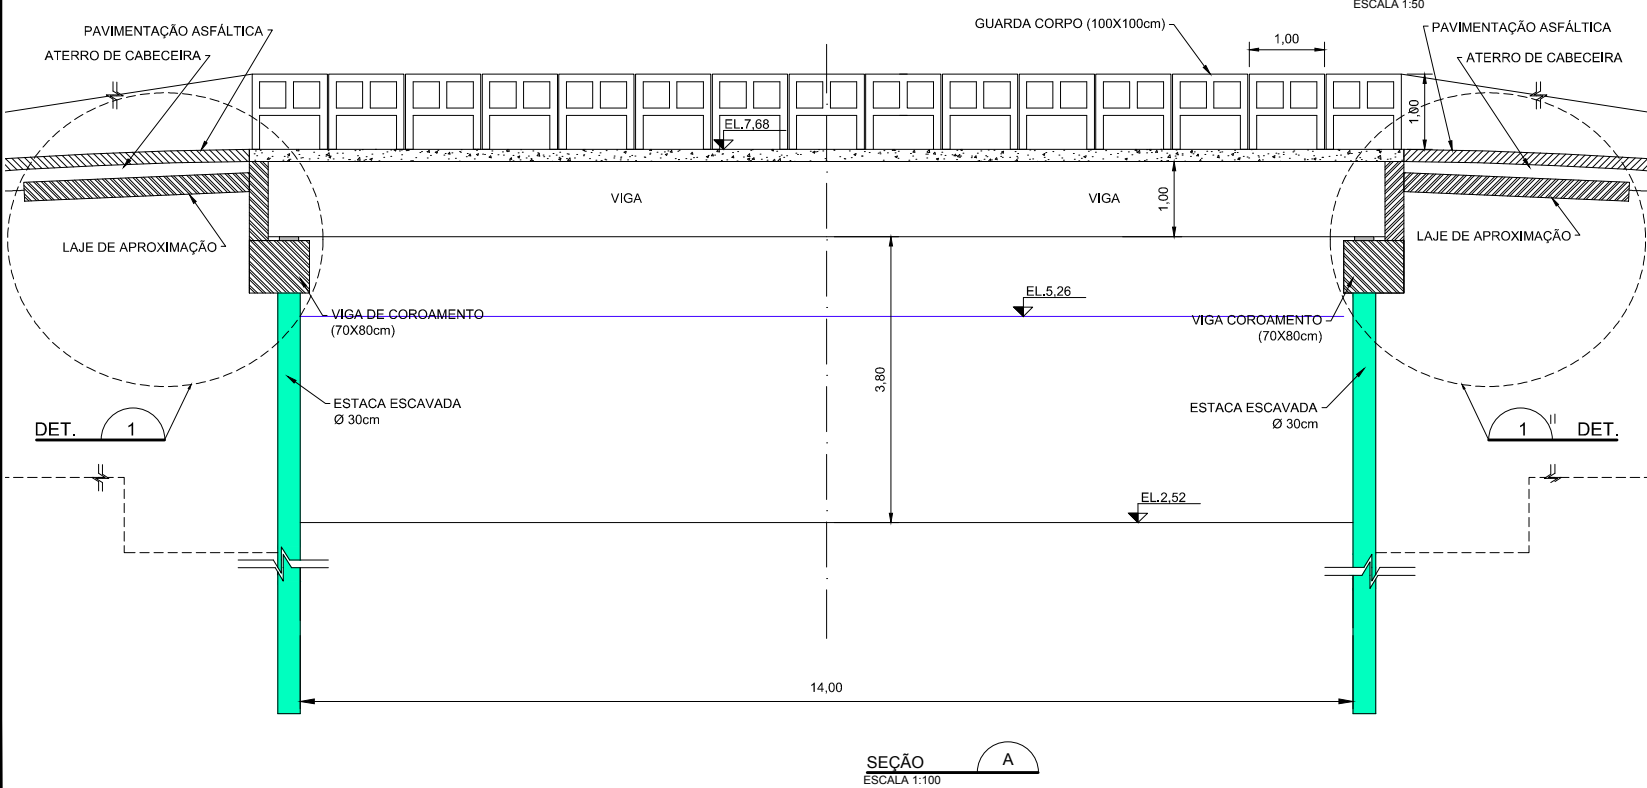 ESCALA 1:50
GUARDA CORPO (100X100cm)
PAVIMENTAÇÃO ASFÁLTICA
PAVIMENTAÇÃO ASFÁLTICA
1,00
ATERRO DE CABECEIRA
ATERRO DE CABECEIRA
1,00
EL.7,68
VIGA
VIGA
1,00
LAJE DE APROXIMAÇÃO
LAJE DE APROXIMAÇÃO
EL.5,26
VIGA DE COROAMENTO
(70X80cm)
VIGA COROAMENTO
(70X80cm)
3,80
ESTACA ESCAVADA
Ø 30cm
ESTACA ESCAVADA
Ø 30cm
DET. 1
1 DET.
EL.2,52
14,00
SEÇÃO A
ESCALA 1:100